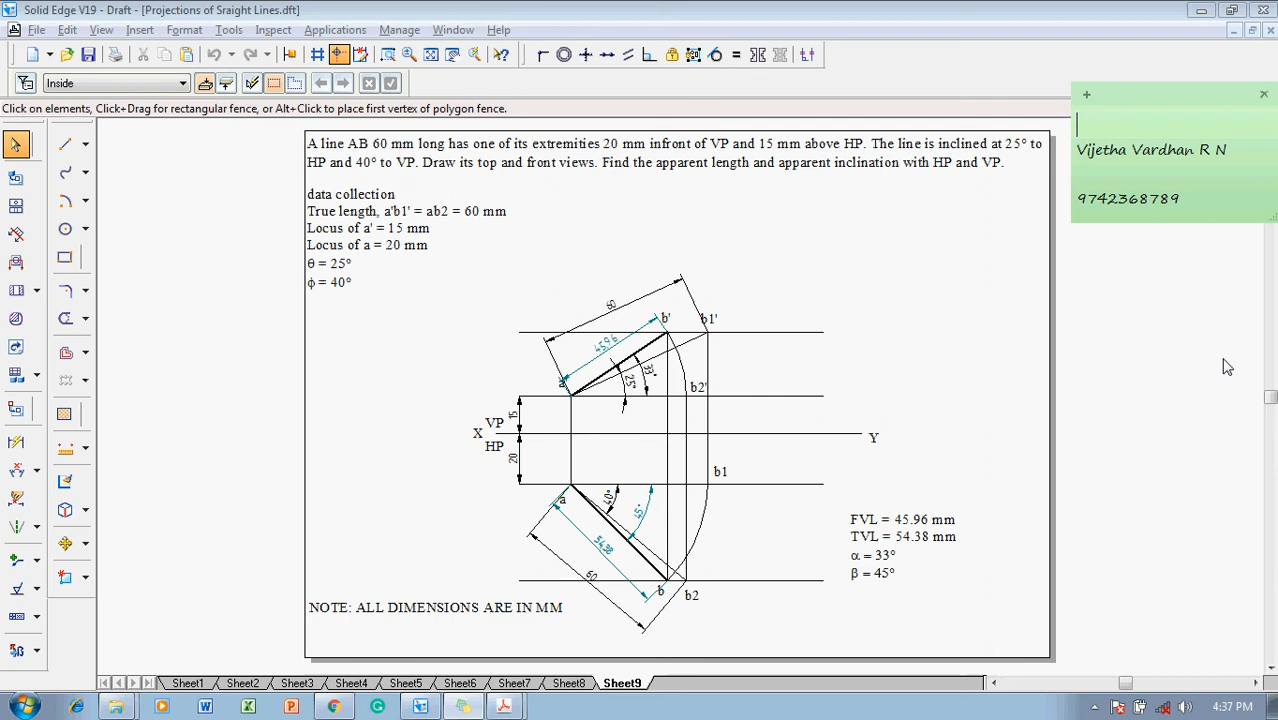 Solid Edge V19 - Draft - [Projections of Sraight Lines.dft]
File Edit View Insert Format Tools Inspect Applications Manage Window Help
Inside
Click on elements, Click+Drag for rectangular fence, or Alt+Click to place first vertex of polygon fence.
Vijetha Vardhan R N
9742368789
A line AB 60 mm long has one of its extremities 20 mm infront of VP and 15 mm above HP. The line is inclined at 25° to
HP and 40° to VP. Draw its top and front views. Find the apparent length and apparent inclination with HP and VP.
data collection
True length, a'b1' = ab2 = 60 mm
Locus of a' = 15 mm
Locus of a = 20 mm
θ = 25°
ϕ = 40°
60
b' b1'
45.96
a' 25° 33° b2'
15
VP
X Y
HP
20
b1
a 40° 45°
54.38
60
b b2
FVL = 45.96 mm
TVL = 54.38 mm
α = 33°
β = 45°
NOTE: ALL DIMENSIONS ARE IN MM
Sheet1 Sheet2 Sheet3 Sheet4 Sheet5 Sheet6 Sheet7 Sheet8 Sheet9
4:37 PM